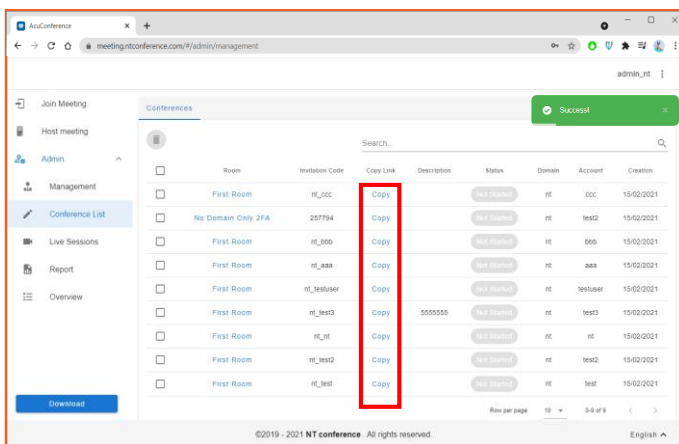 AcuConference
meeting.ntconference.com/#/admin/management
admin_nt
Join Meeting
Host meeting
Admin
Management
Conference List
Live Sessions
Report
Overview
Download
Conferences
Success!
Search...
Room Invitation Code Copy Link Description Status Domain Account Creation
First Room nt_ccc Copy Not Started nt ccc 15/02/2021
No Domain Only 2FA 257794 Copy Not Started nt test2 15/02/2021
First Room nt_bbb Copy Not Started nt bbb 15/02/2021
First Room nt_aaa Copy Not Started nt aaa 15/02/2021
First Room nt_testuser Copy Not Started nt testuser 15/02/2021
First Room nt_test3 Copy 5555555 Not Started nt test3 15/02/2021
First Room nt_nt Copy Not Started nt nt 15/02/2021
First Room nt_test2 Copy Not Started nt test2 15/02/2021
First Room nt_test Copy Not Started nt test 15/02/2021
Row per page 10 0-9 of 9
©2019 - 2021 NT conference . All rights reserved.
English